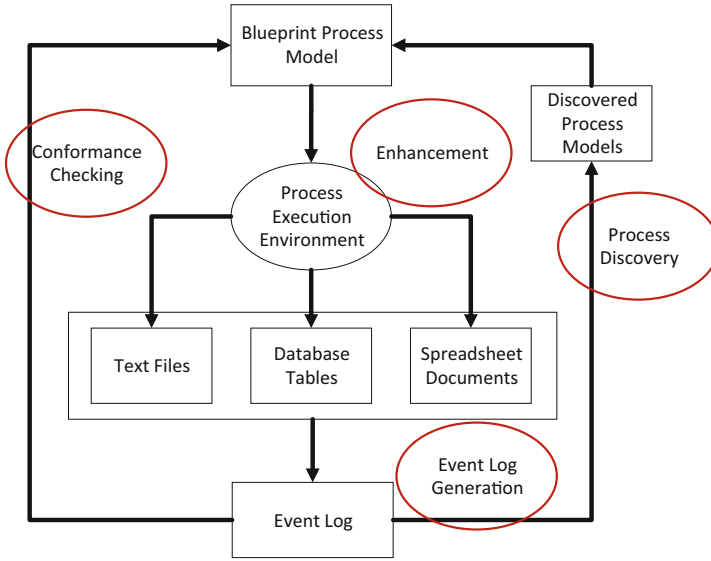 Blueprint Process
Model
Discovered
Process
Models
Conformance
Checking
Enhancement
Process
Execution
Environment
Process
Discovery
Text Files
Database
Tables
Spreadsheet
Documents
Event Log
Generation
Event Log